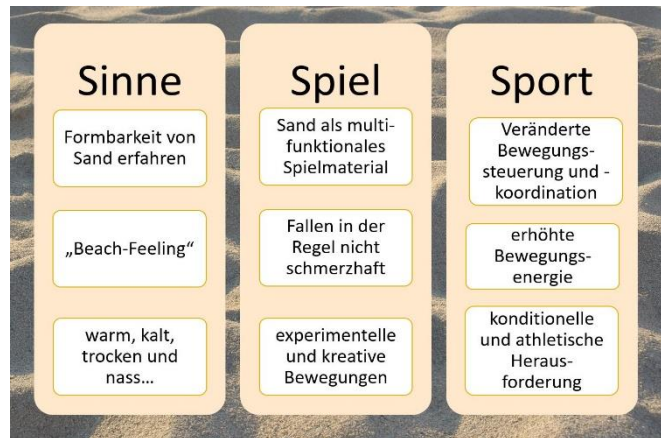 Sinne
Formbarkeit von
Sand erfahren
„Beach-Feeling“
warm, kalt,
trocken und
nass...
Spiel
Sand als multi-
funktionales
Spielmaterial
Fallen in der
Regel nicht
schmerzhaft
experimentelle
und kreative
Bewegungen
Sport
Veränderte
Bewegungs-
steuerung und -
koordination
erhöhte
Bewegungs-
energie
konditionelle
und athletische
Heraus-
forderung